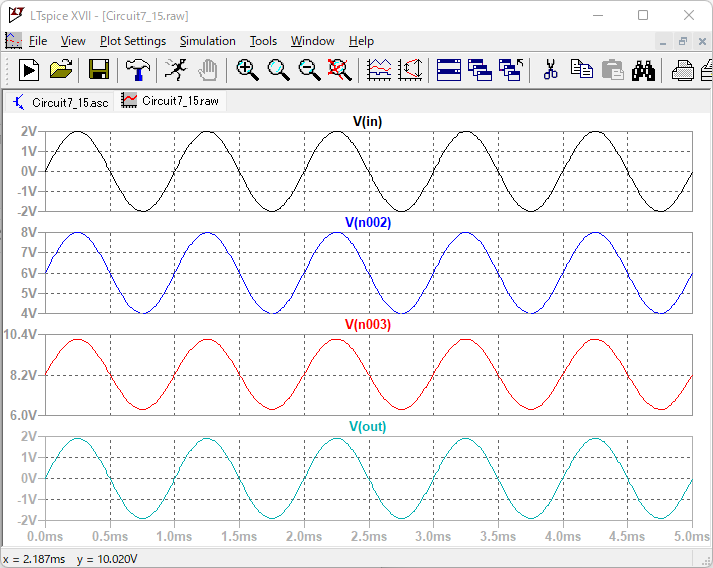 LTspice XVII - [Circuit7_15.raw]
File View Plot Settings Simulation Tools Window Help
Circuit7_15.asc Circuit7_15.raw
V(in)
2V
1V
0V
-1V
-2V
V(n002)
8V
7V
6V
5V
4V
V(n003)
10.4V
8.2V
6.0V
V(out)
2V
1V
0V
-1V
-2V
0.0ms 0.5ms 1.0ms 1.5ms 2.0ms 2.5ms 3.0ms 3.5ms 4.0ms 4.5ms 5.0ms
x = 2.187ms y = 10.020V